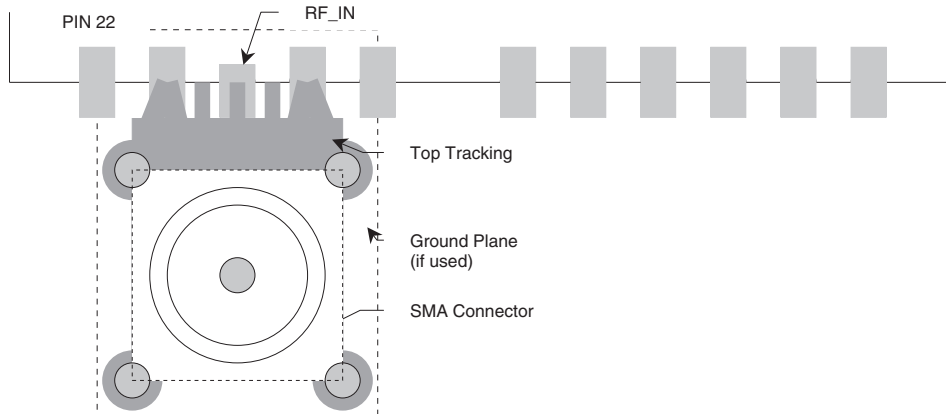 RF_IN
PIN 22
Top Tracking
Ground Plane
(if used)
SMA Connector